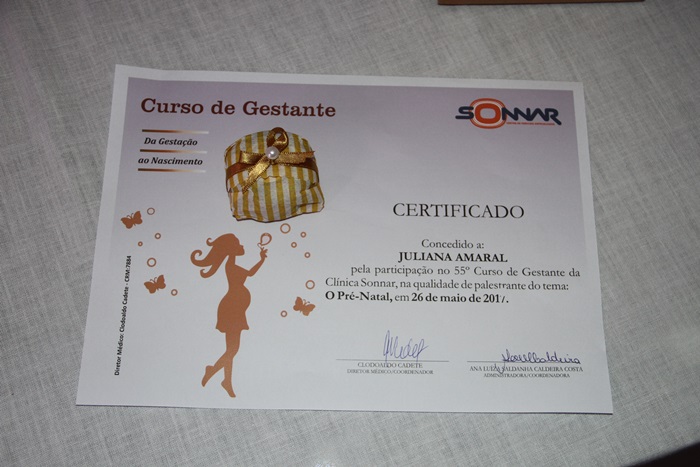 Curso de Gestante
Da Gestação
ao Nascimento
SONNAR
CERTIFICADO
Concedido a:
JULIANA AMARAL
pela participação no 55º Curso de Gestante da
Clínica Sonnar, na qualidade de palestrante do tema:
O Pré-Natal, em 26 de maio de 2017.
CLODOALDO CADETE
DIRETOR MÉDICO/COORDENADOR
ANA LUIZA SALDANHA CALDEIRA COSTA
ADMINISTRADORA/COORDENADORA
Diretor Médico: Clodoaldo Cadete - CRM:7684